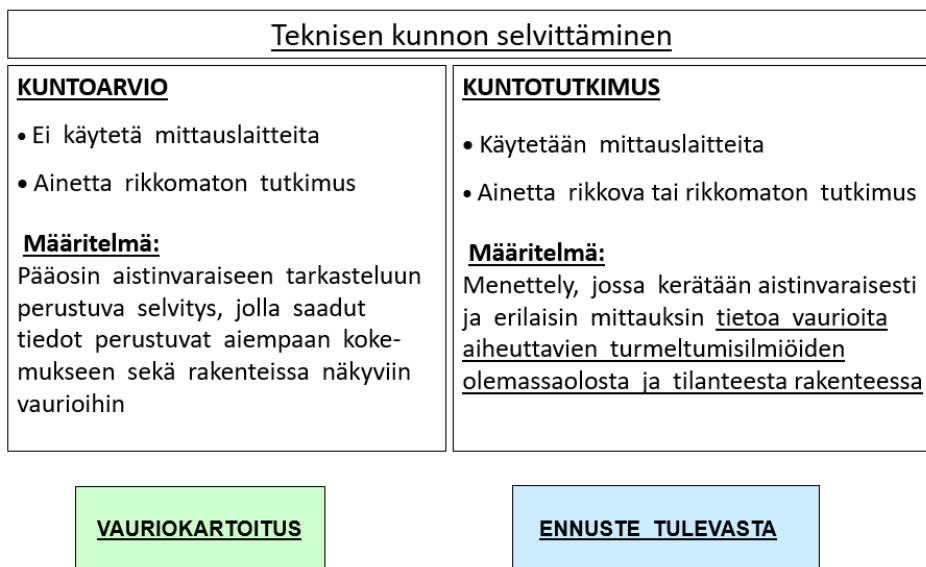 Teknisen kunnon selvittäminen
KUNTOARVIO
• Ei käytetä mittauslaitteita
• Ainetta rikkomaton tutkimus
Määritelmä:
Pääosin aistinvaraiseen tarkasteluun
perustuva selvitys, jolla saadut
tiedot perustuvat aiempaan koke-
mukseen sekä rakenteissa näkyviin
vaurioihin
KUNTOTUTKIMUS
• Käytetään mittauslaitteita
• Ainetta rikkova tai rikkomaton tutkimus
Määritelmä:
Menettely, jossa kerätään aistinvaraisesti
ja erilaisin mittauksin tietoa vaurioita
aiheuttavien turmeltumisilmiöiden
olemassaolosta ja tilanteesta rakenteessa
VAURIOKARTOITUS
ENNUSTE TULEVASTA